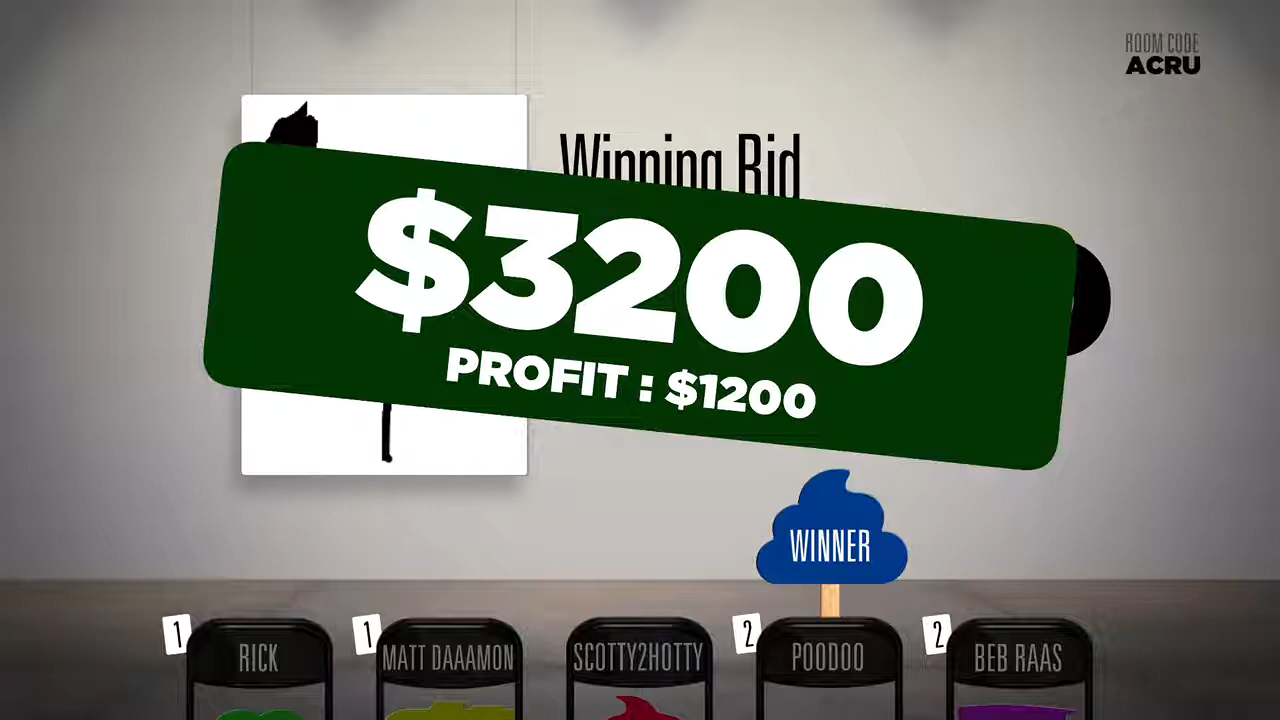 ROOM CODE
ACRU
Winning Bid
$3200
PROFIT : $1200
WINNER
1 RICK
1 MATT DAAAMON
SCOTTY2HOTTY
2 POODOO
2 BEB RAAS